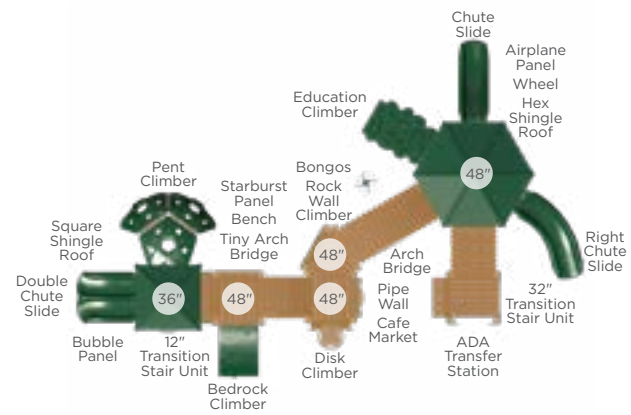 Chute
Slide
Airplane
Panel
Wheel
Hex
Shingle
Roof
Education
Climber
48"
Bongos
Rock
Wall
Climber
Pent
Climber
Starburst
Panel
Bench
Tiny Arch
Bridge
Square
Shingle
Roof
48"
Arch
Bridge
Right
Chute
Slide
Double
Chute
Slide
36"
48"
48"
Pipe
Wall
Cafe
Market
32"
Transition
Stair Unit
Bubble
Panel
12"
Transition
Stair Unit
Disk
Climber
ADA
Transfer
Station
Bedrock
Climber